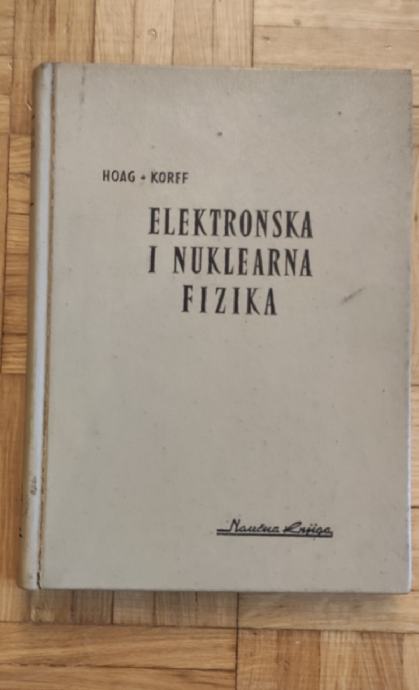 HOAG + KORFF
ELEKTRONSKA
I NUKLEARNA
FIZIKA
Naučna Knjiga